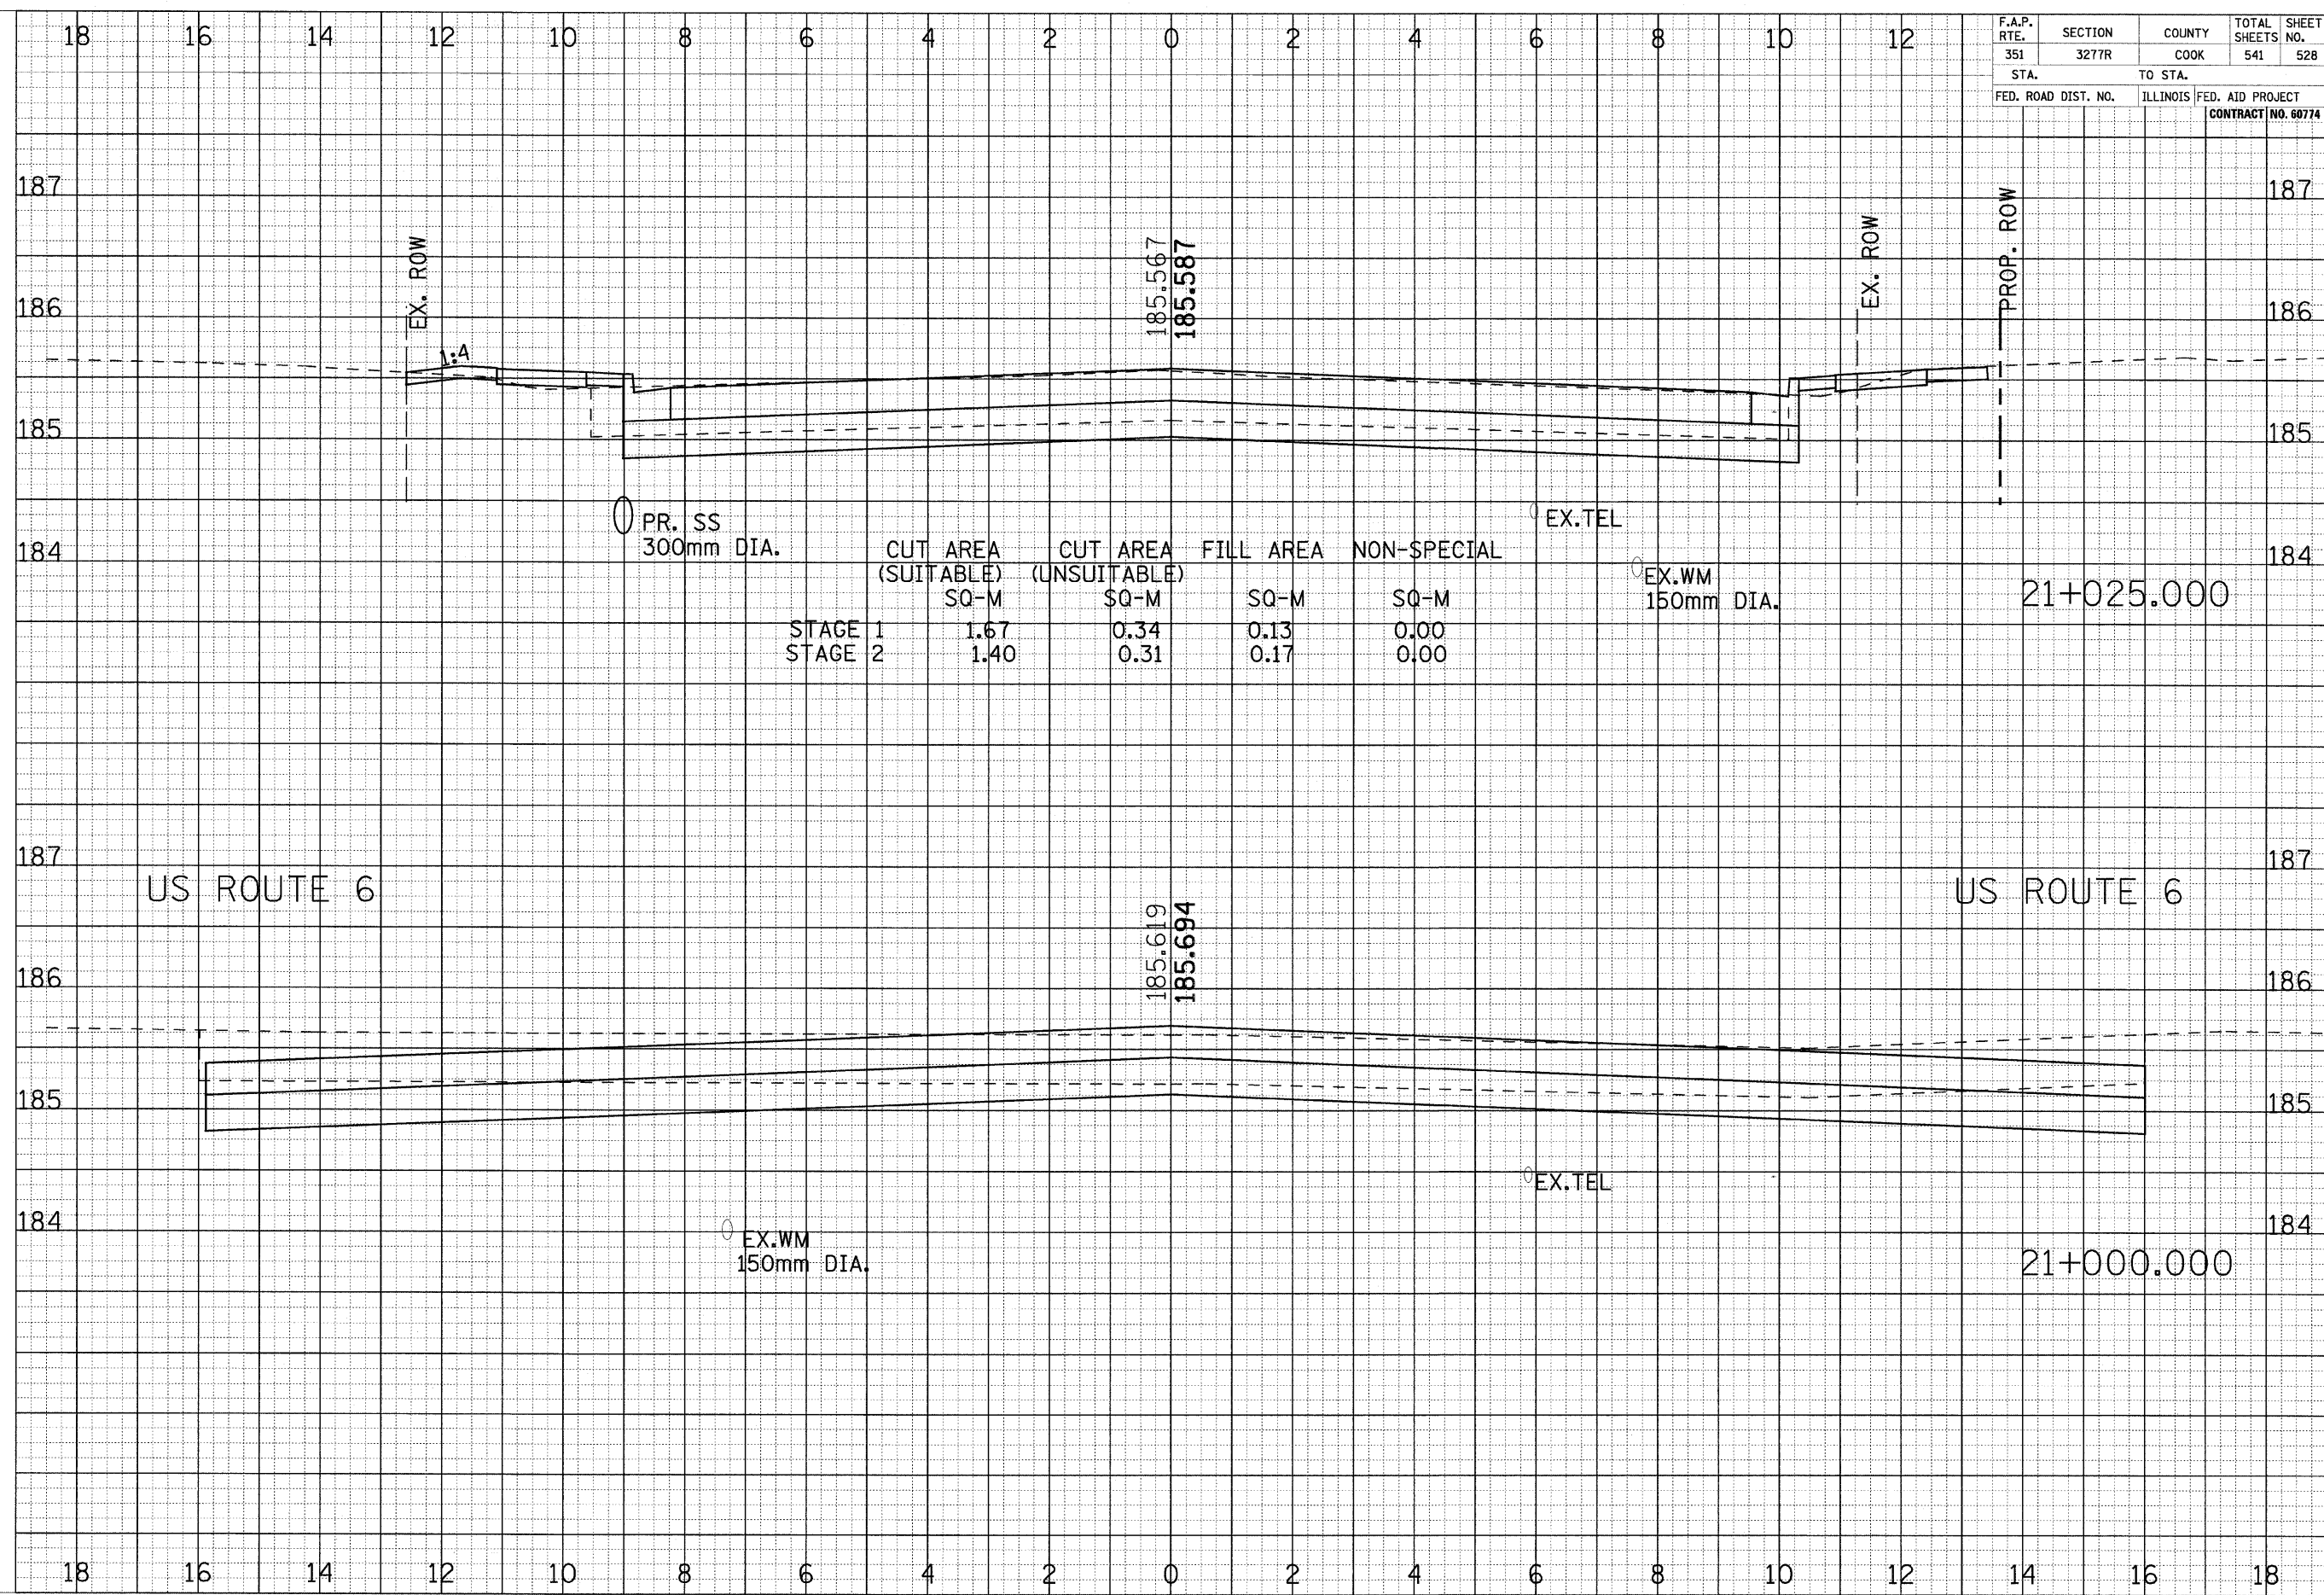 18 16 14 12 10 8 6 4 2 0 2 4 6 8 10 12
F.A.P. RTE. SECTION COUNTY TOTAL SHEETS SHEET NO.
351 3277R COOK 541 528
STA. TO STA.
FED. ROAD DIST. NO. ILLINOIS FED. AID PROJECT
CONTRACT NO. 60774
187 187
EX. ROW
185.567
185.587
EX. ROW
PROP. ROW
186 186
1:4
185 185
PR. SS
300mm DIA.
EX.TEL
184 184
CUT AREA CUT AREA FILL AREA NON-SPECIAL
(SUITABLE) (UNSUITABLE)
SQ-M SQ-M SQ-M SQ-M
STAGE 1 1.67 0.34 0.13 0.00
STAGE 2 1.40 0.31 0.17 0.00
EX.WM
150mm DIA.
21+025.000
187 187
US ROUTE 6 US ROUTE 6
185.619
185.694
186 186
185 185
EX.TEL
184 184
EX.WM
150mm DIA.
21+000.000
18 16 14 12 10 8 6 4 2 0 2 4 6 8 10 12 14 16 18